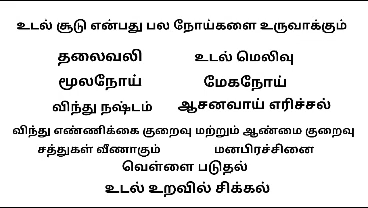 உடல் சூடு என்பது பல நோய்களை உருவாக்கும்
தலைவலி உடல் மெலிவு
மூலநோய் மேகநோய்
விந்து நஷ்டம் ஆசனவாய் எரிச்சல்
விந்து எண்ணிக்கை குறைவு மற்றும் ஆண்மை குறைவு
சத்துகள் வீணாகும் மனபிரச்சினை
வெள்ளை படுதல்
உடல் உறவில் சிக்கல்